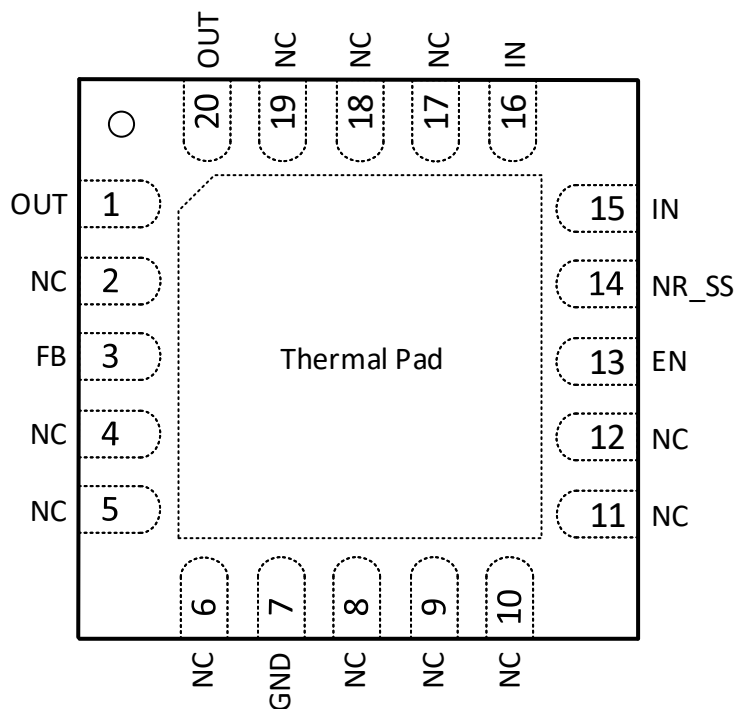 OUT
NC
NC
NC
IN
20
19
18
17
16
OUT 1
15 IN
NC 2
14 NR_SS
FB 3
Thermal Pad
13 EN
NC 4
12 NC
NC 5
11 NC
6
7
8
9
10
NC
GND
NC
NC
NC